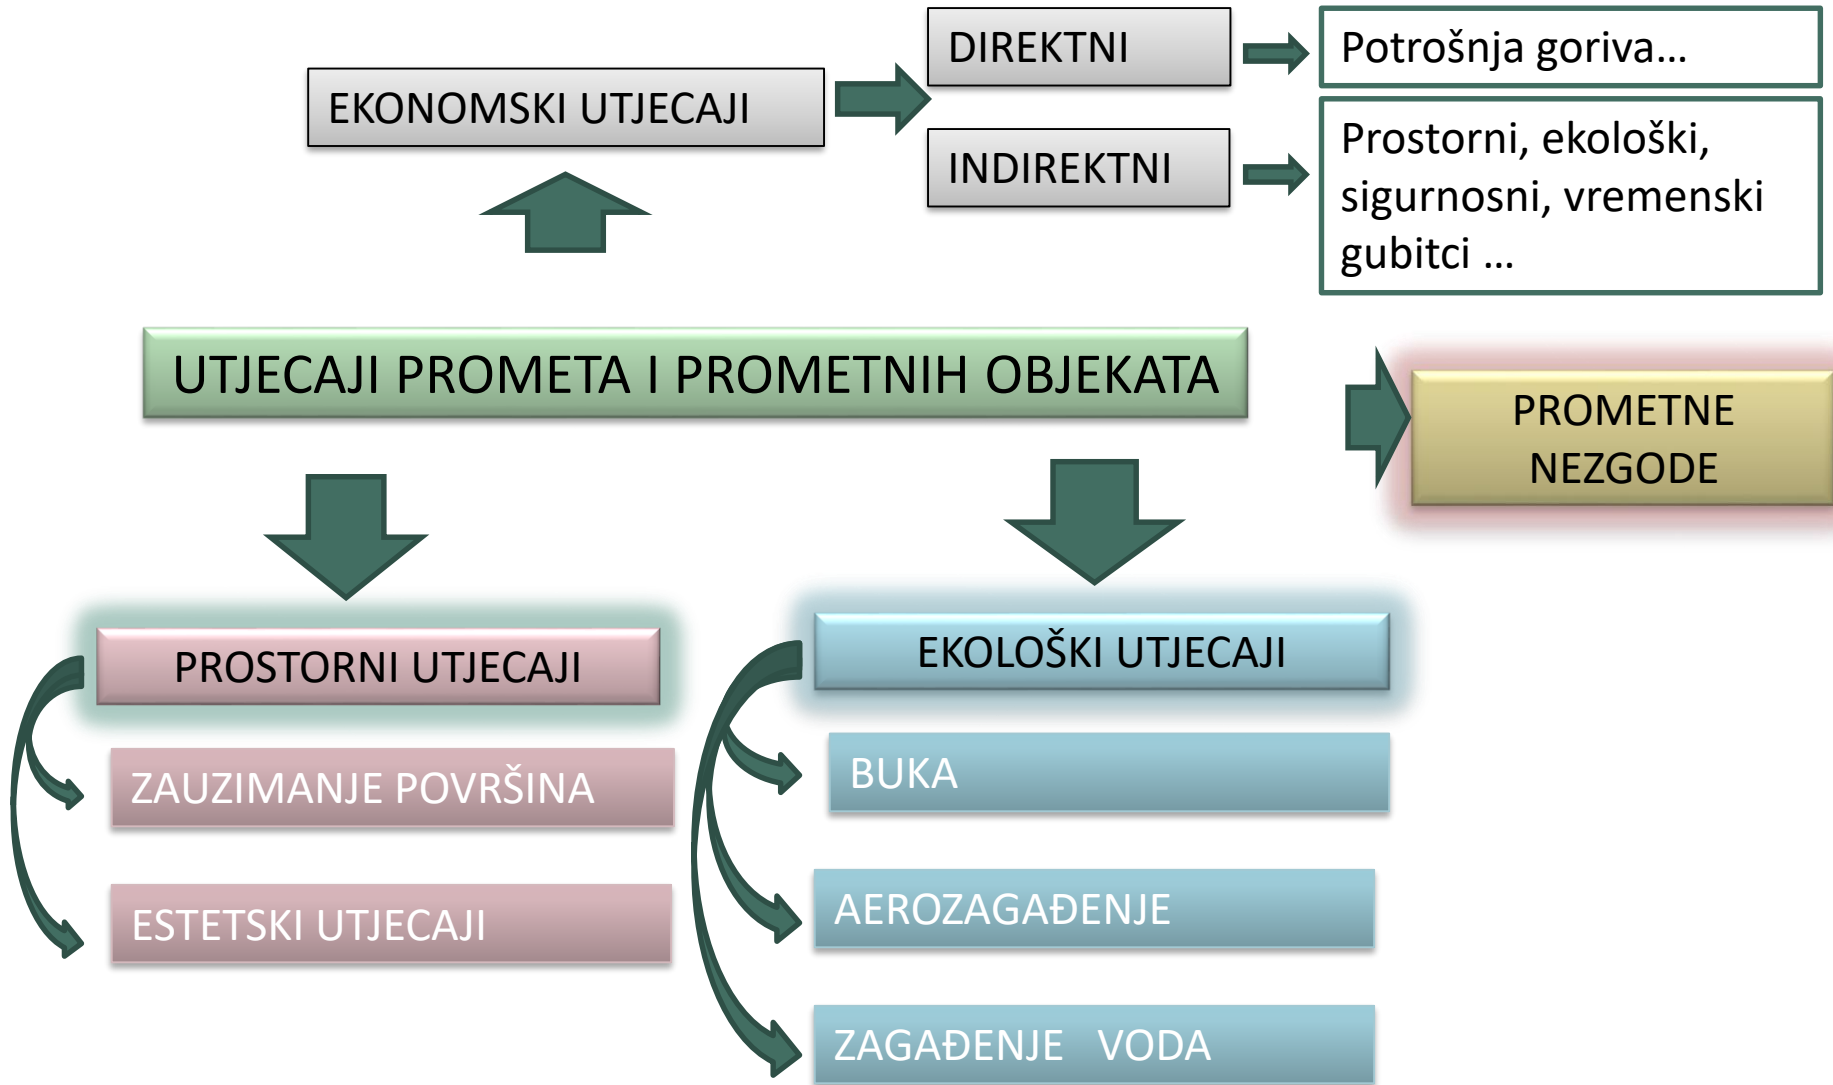 EKONOMSKI UTJECAJI
DIREKTNI
Potrošnja goriva...
INDIREKTNI
Prostorni, ekološki,
sigurnosni, vremenski
gubitci ...
UTJECAJI PROMETA I PROMETNIH OBJEKATA
PROMETNE
NEZGODE
PROSTORNI UTJECAJI
ZAUZIMANJE POVRŠINA
ESTETSKI UTJECAJI
EKOLOŠKI UTJECAJI
BUKA
AEROZAGAĐENJE
ZAGAĐENJE VODA